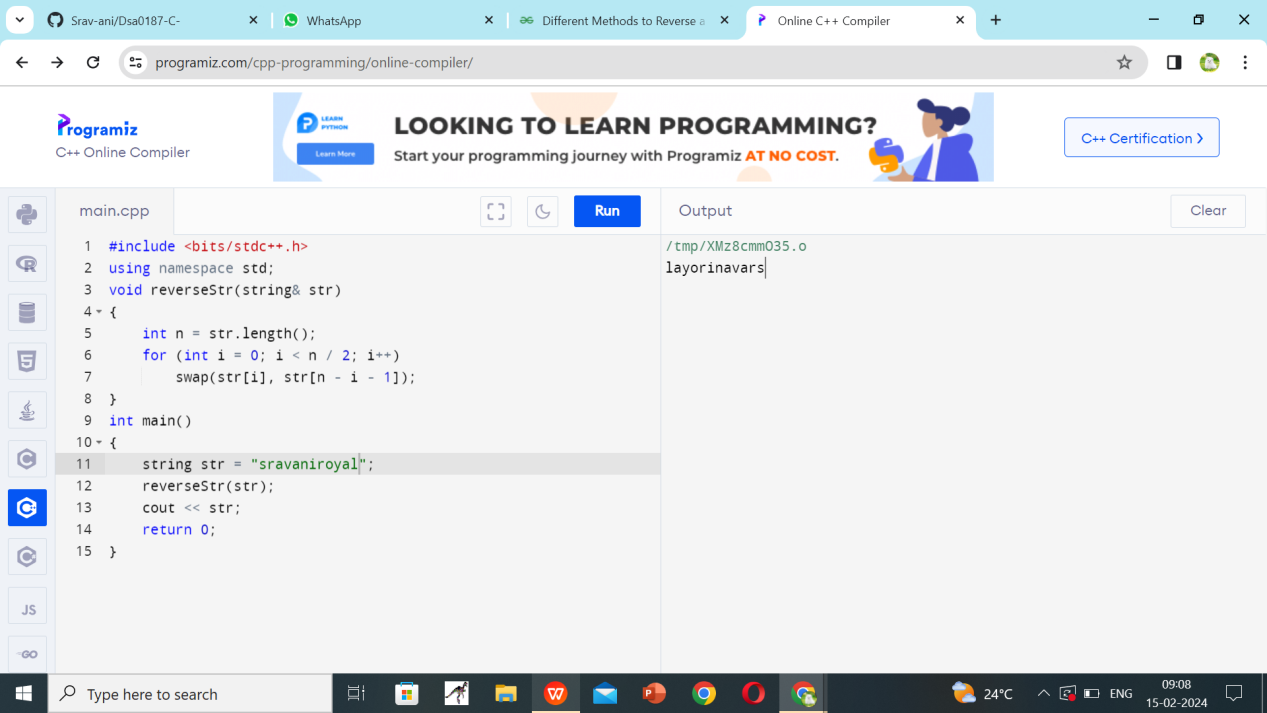 Srav-ani/Dsa0187-C-
WhatsApp
Different Methods to Reverse a
Online C++ Compiler
programiz.com/cpp-programming/online-compiler/
Programiz
C++ Online Compiler
LEARN
PYTHON
Learn More
LOOKING TO LEARN PROGRAMMING?
Start your programming journey with Programiz AT NO COST.
C++ Certification >
main.cpp
Run
Output
Clear
1 #include <bits/stdc++.h>
2 using namespace std;
3 void reverseStr(string& str)
4 {
5 int n = str.length();
6 for (int i = 0; i < n / 2; i++)
7 swap(str[i], str[n - i - 1]);
8 }
9 int main()
10 {
11 string str = "sravaniroyal";
12 reverseStr(str);
13 cout << str;
14 return 0;
15 }
/tmp/XMz8cmmO35.o
layorinavars
JS
GO
Type here to search
24°C
ENG
09:08
15-02-2024